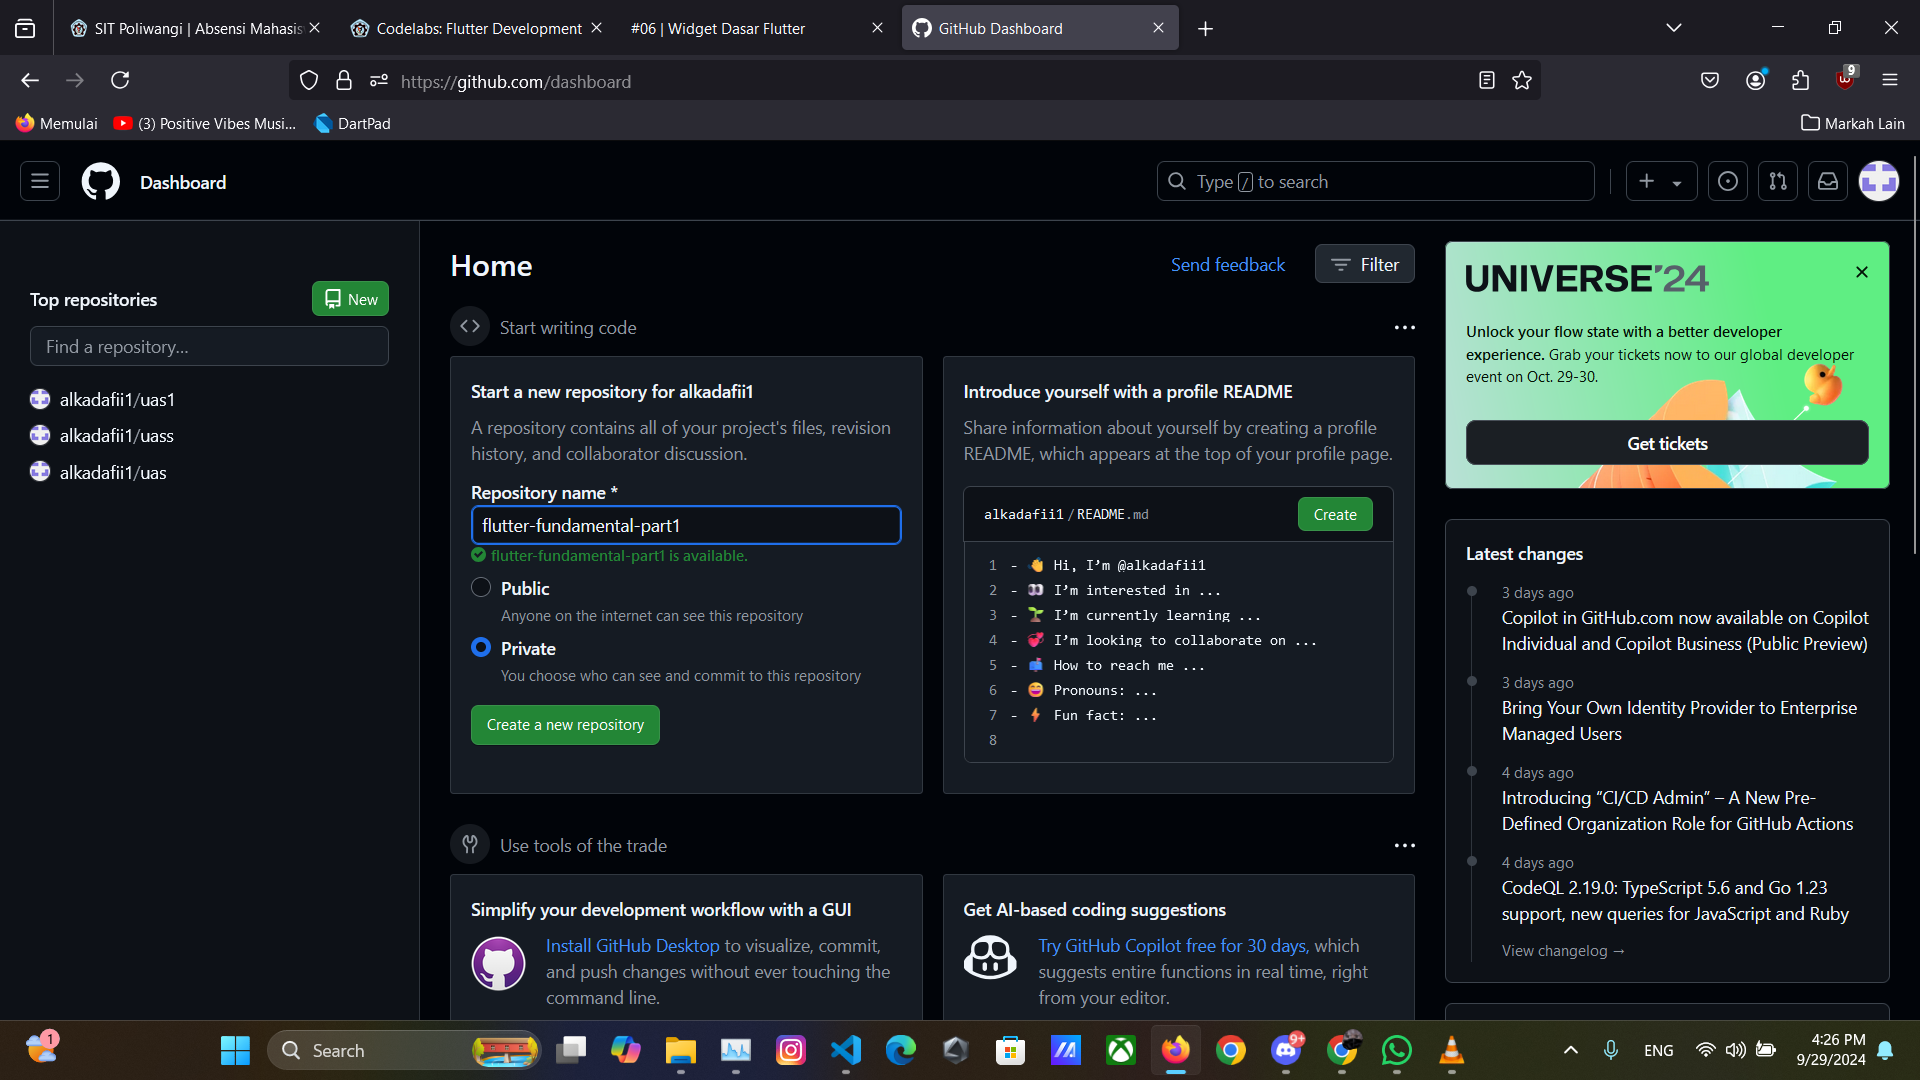 SIT Poliwangi | Absensi Mahasis
Codelabs: Flutter Development
#06 | Widget Dasar Flutter
GitHub Dashboard
https://github.com/dashboard
9
Memulai
(3) Positive Vibes Musi...
DartPad
Markah Lain
Dashboard
Type / to search
Top repositories
New
Find a repository...
alkadafii1/uas1
alkadafii1/uass
alkadafii1/uas
Home
Send feedback
Filter
Start writing code
Start a new repository for alkadafii1
A repository contains all of your project's files, revision
history, and collaborator discussion.
Repository name *
flutter-fundamental-part1
flutter-fundamental-part1 is available.
Public
Anyone on the internet can see this repository
Private
You choose who can see and commit to this repository
Create a new repository
Introduce yourself with a profile README
Share information about yourself by creating a profile
README, which appears at the top of your profile page.
alkadafii1 / README.md
Create
1 - 👋 Hi, I’m @alkadafii1
2 - 👀 I’m interested in ...
3 - 🌱 I’m currently learning ...
4 - 💞️ I’m looking to collaborate on ...
5 - 📫 How to reach me ...
6 - 😄 Pronouns: ...
7 - ⚡ Fun fact: ...
8
Use tools of the trade
Simplify your development workflow with a GUI
Install GitHub Desktop to visualize, commit,
and push changes without ever touching the
command line.
Get AI-based coding suggestions
Try GitHub Copilot free for 30 days, which
suggests entire functions in real time, right
from your editor.
UNIVERSE'24
Unlock your flow state with a better developer
experience. Grab your tickets now to our global developer
event on Oct. 29-30.
Get tickets
Latest changes
3 days ago
Copilot in GitHub.com now available on Copilot
Individual and Copilot Business (Public Preview)
3 days ago
Bring Your Own Identity Provider to Enterprise
Managed Users
4 days ago
Introducing “CI/CD Admin” – A New Pre-
Defined Organization Role for GitHub Actions
4 days ago
CodeQL 2.19.0: TypeScript 5.6 and Go 1.23
support, new queries for JavaScript and Ruby
View changelog →
1
Search
9+
ENG
4:26 PM
9/29/2024